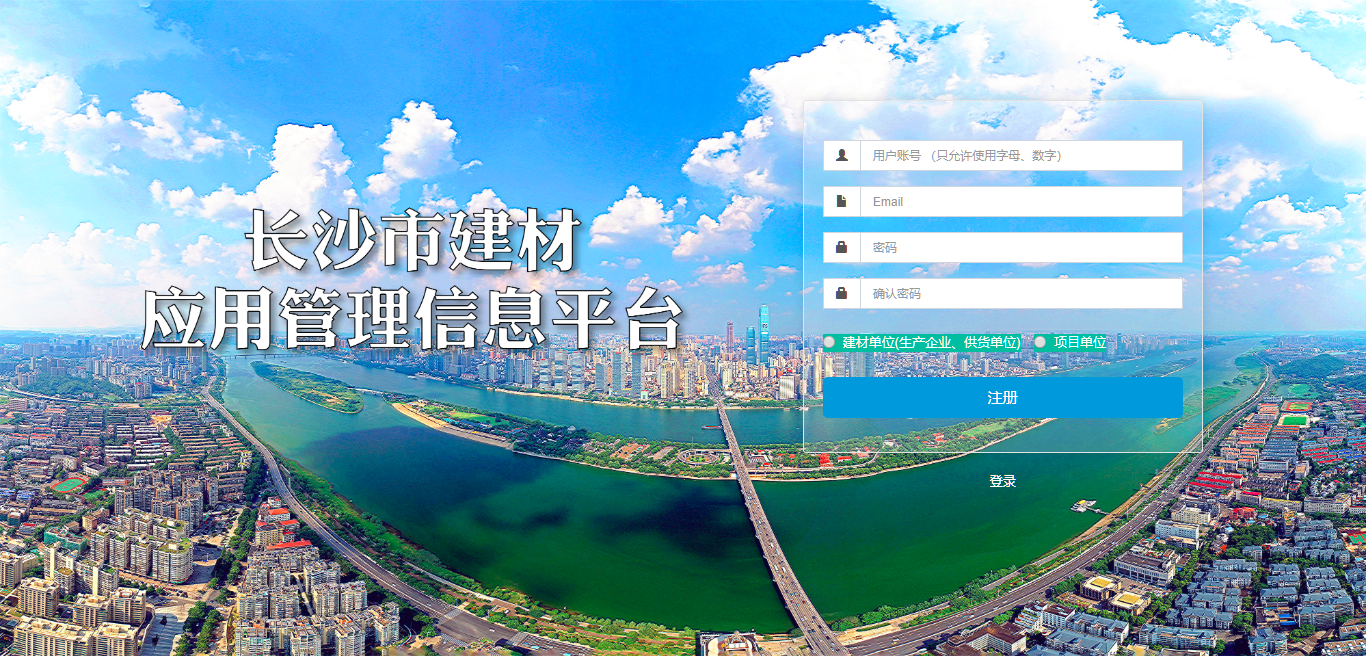 长沙市建材
应用管理信息平台
用户账号 （只允许使用字母、数字）
Email
密码
确认密码
建材单位(生产企业、供货单位) 项目单位
注册
登录